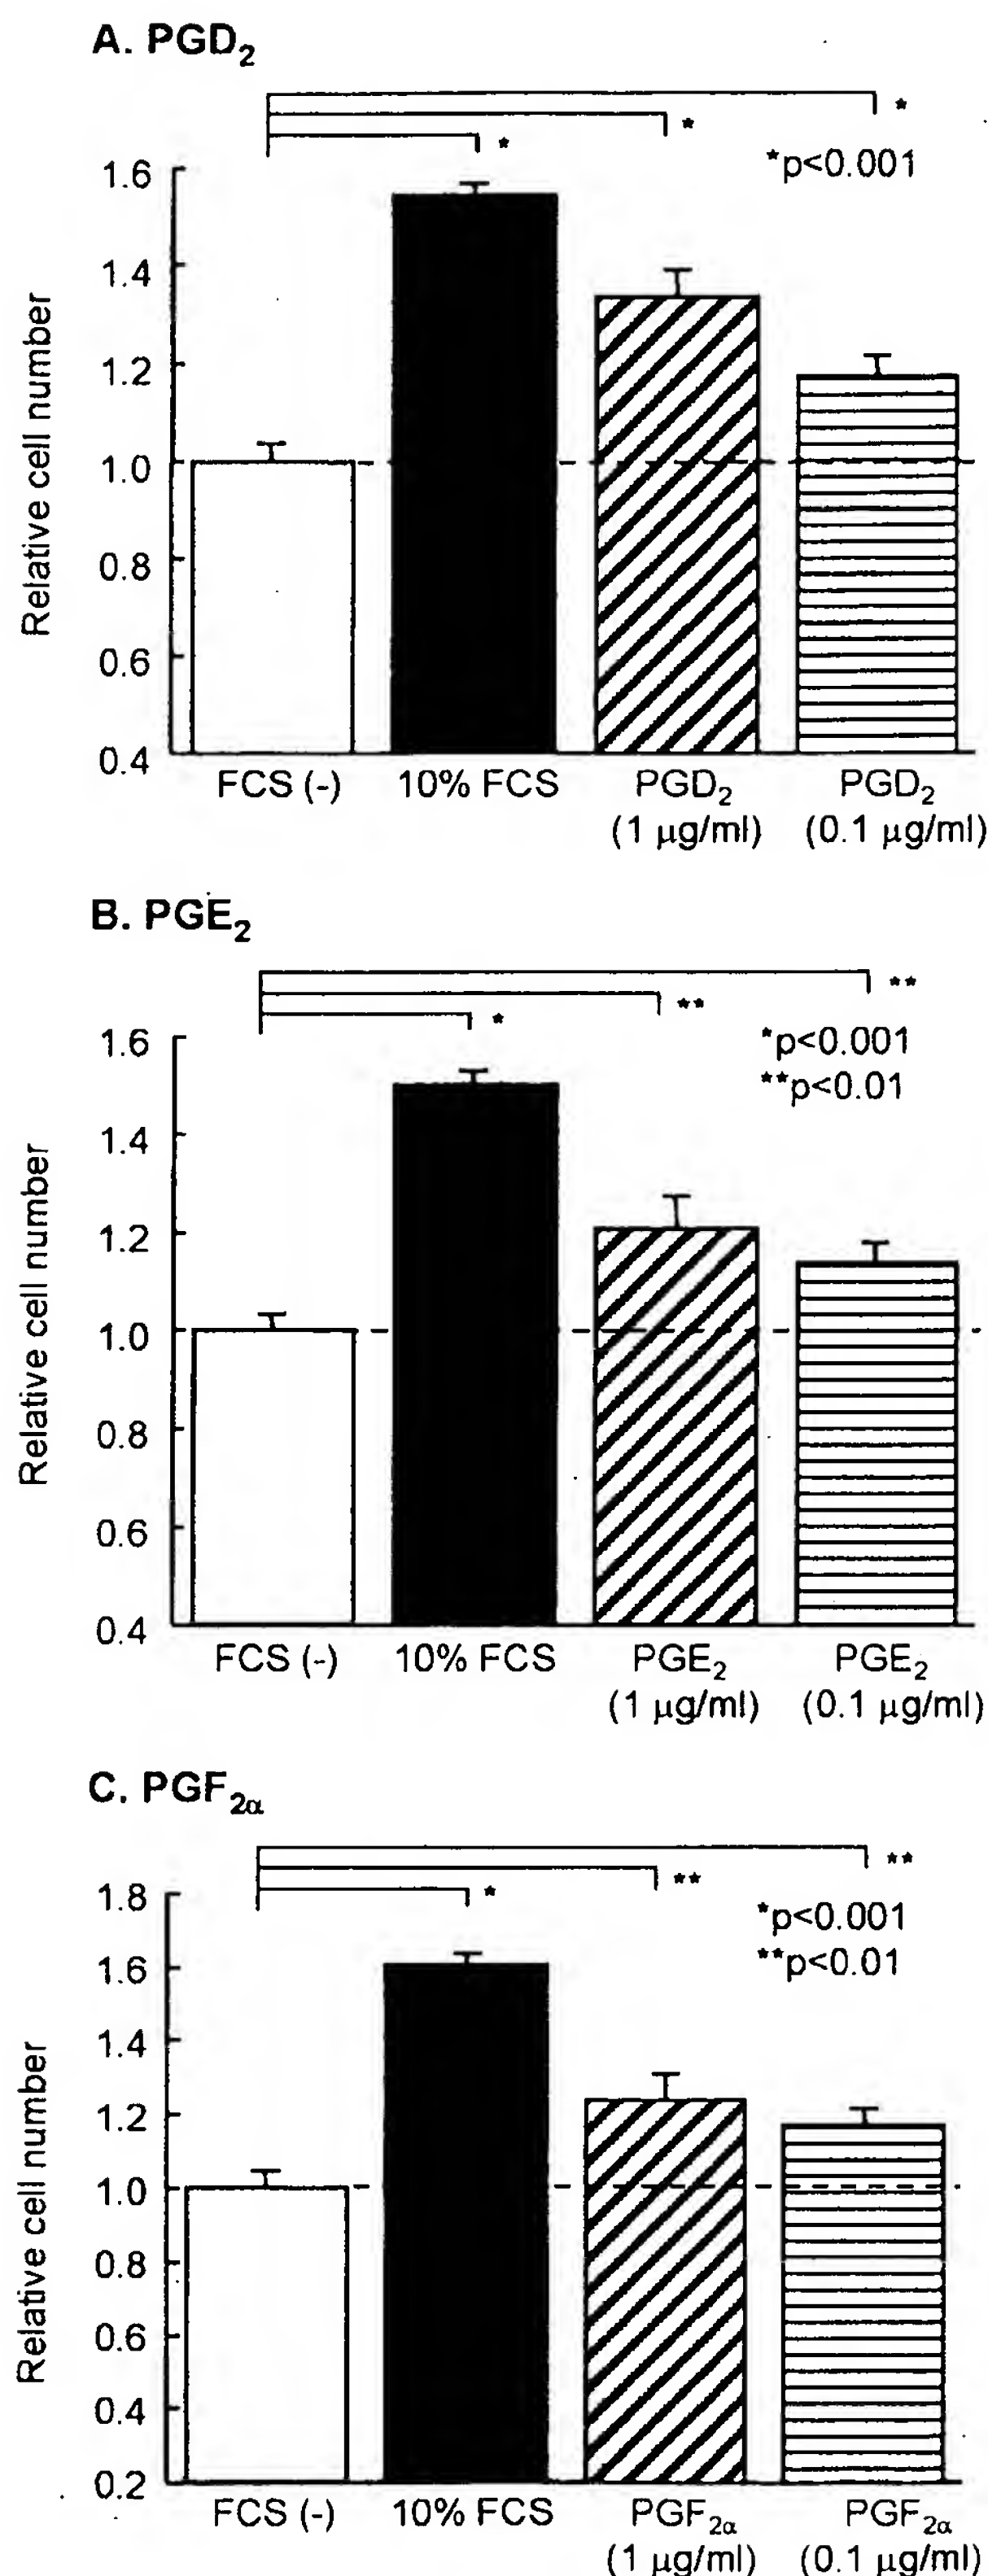 A. PGD2
*
*
*
*p<0.001
Relative cell number
1.6
1.4
1.2
1.0
0.8
0.6
0.4
FCS (-)
10% FCS
PGD2
(1 μg/ml)
PGD2
(0.1 μg/ml)
B. PGE2
**
**
*
*p<0.001
**p<0.01
Relative cell number
1.6
1.4
1.2
1.0
0.8
0.6
0.4
FCS (-)
10% FCS
PGE2
(1 μg/ml)
PGE2
(0.1 μg/ml)
C. PGF2α
**
**
*
*p<0.001
**p<0.01
Relative cell number
1.8
1.6
1.4
1.2
1.0
0.8
0.6
0.4
0.2
FCS (-)
10% FCS
PGF2α
(1 μg/ml)
PGF2α
(0.1 μg/ml)